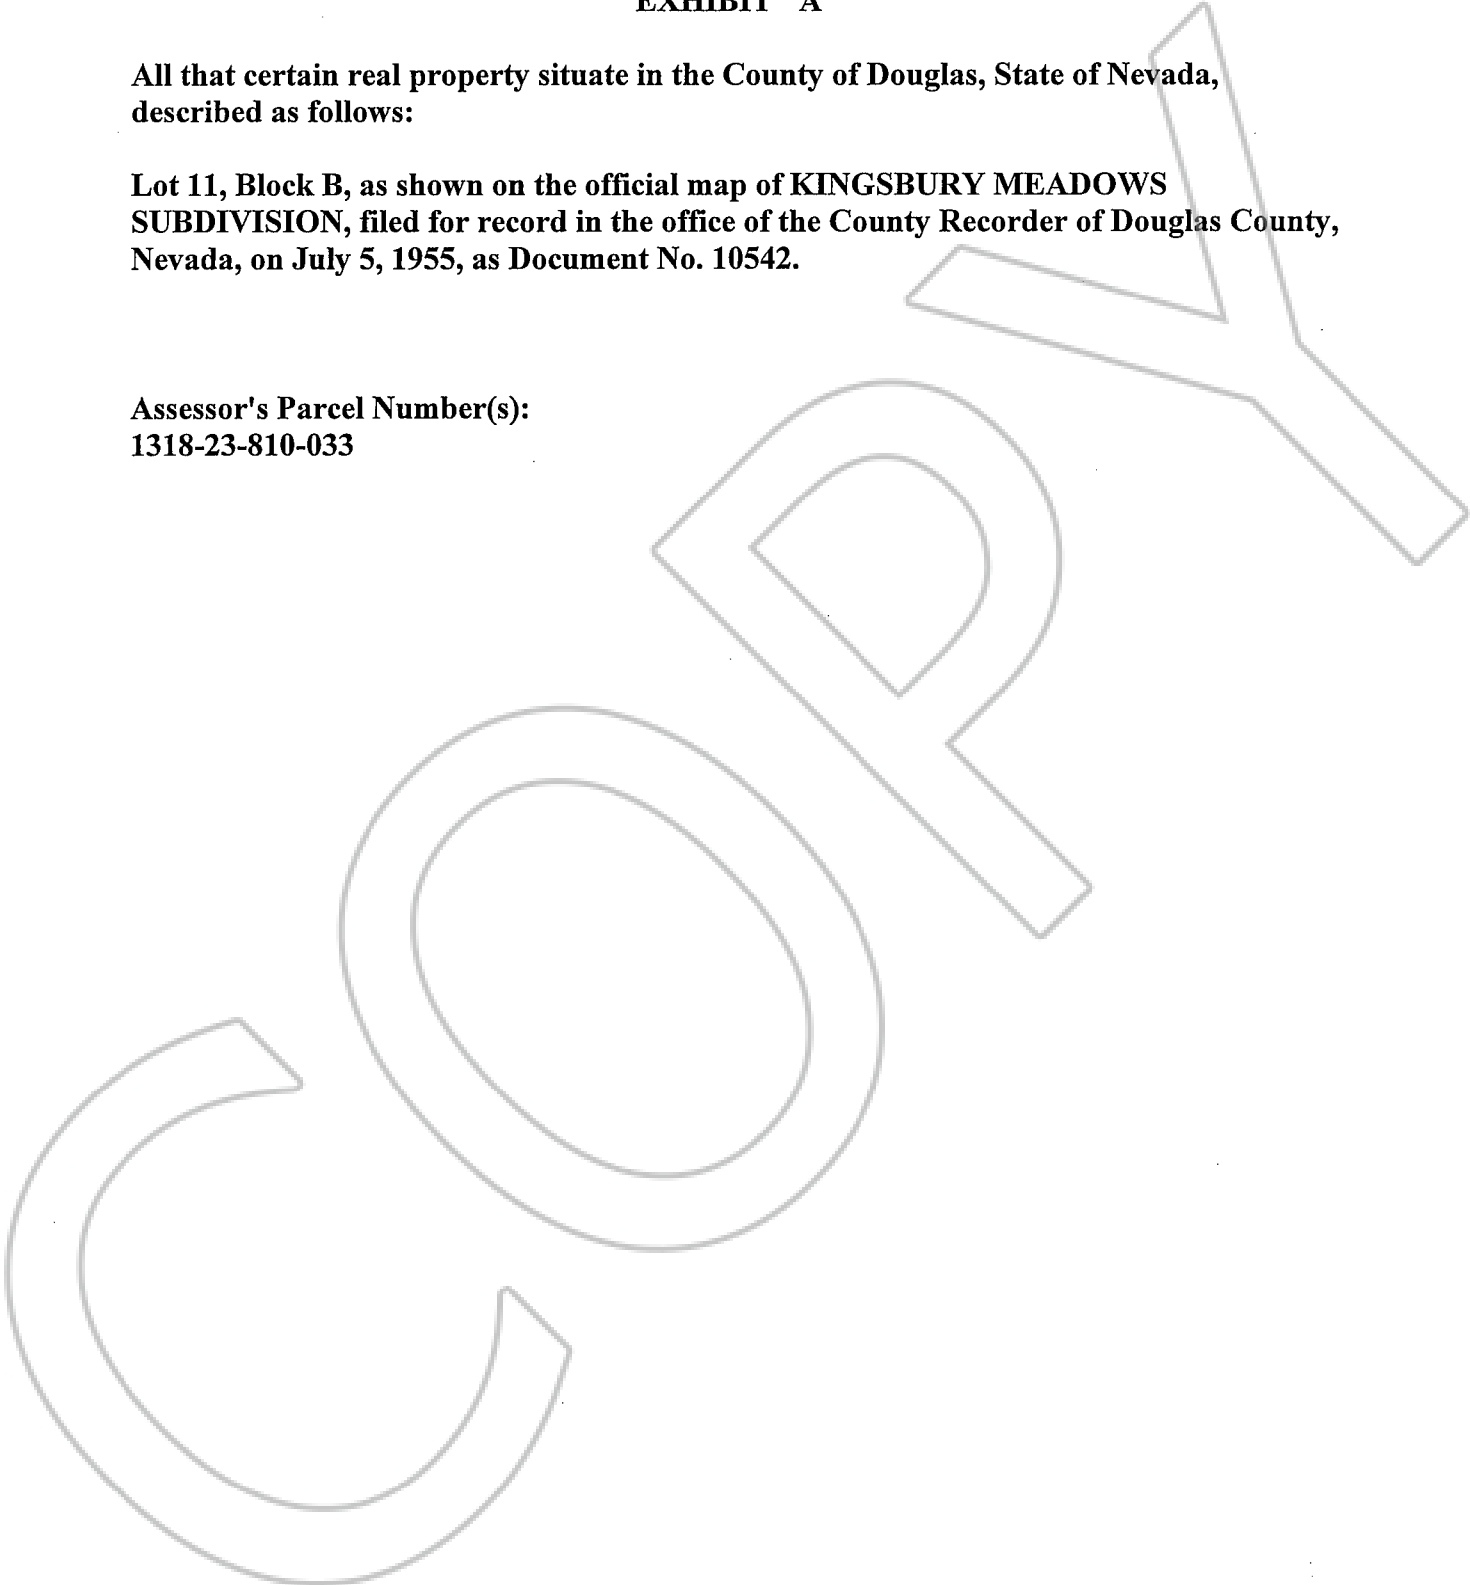 EXHIBIT "A"
All that certain real property situate in the County of Douglas, State of Nevada,
described as follows:
Lot 11, Block B, as shown on the official map of KINGSBURY MEADOWS
SUBDIVISION, filed for record in the office of the County Recorder of Douglas County,
Nevada, on July 5, 1955, as Document No. 10542.
Assessor's Parcel Number(s):
1318-23-810-033
COPY